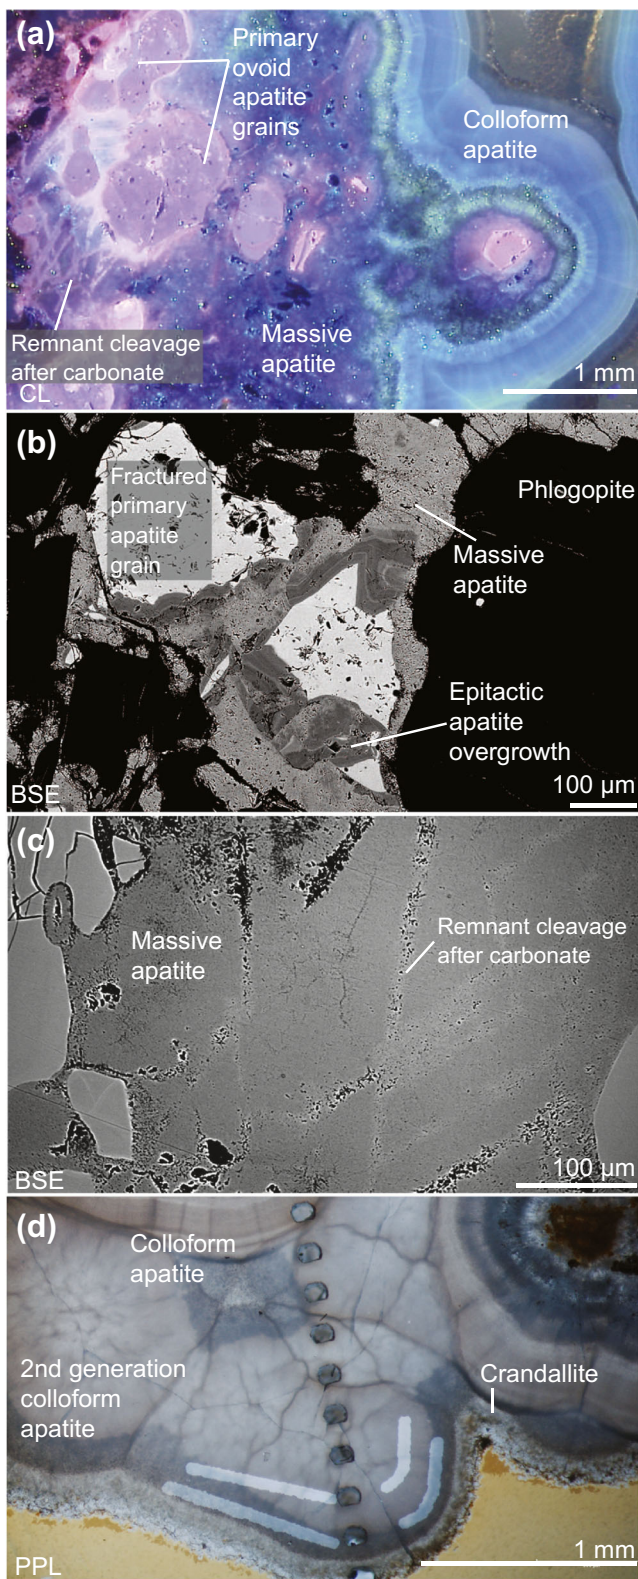 (a)
Primary
ovoid
apatite
grains
Colloform
apatite
Remnant cleavage
after carbonate
Massive
apatite
CL
1 mm
(b)
Fractured
primary
apatite
grain
Phlogopite
Massive
apatite
Epitactic
apatite
overgrowth
BSE
100 µm
(c)
Massive
apatite
Remnant cleavage
after carbonate
BSE
100 µm
(d)
Colloform
apatite
2nd generation
colloform
apatite
Crandallite
PPL
1 mm